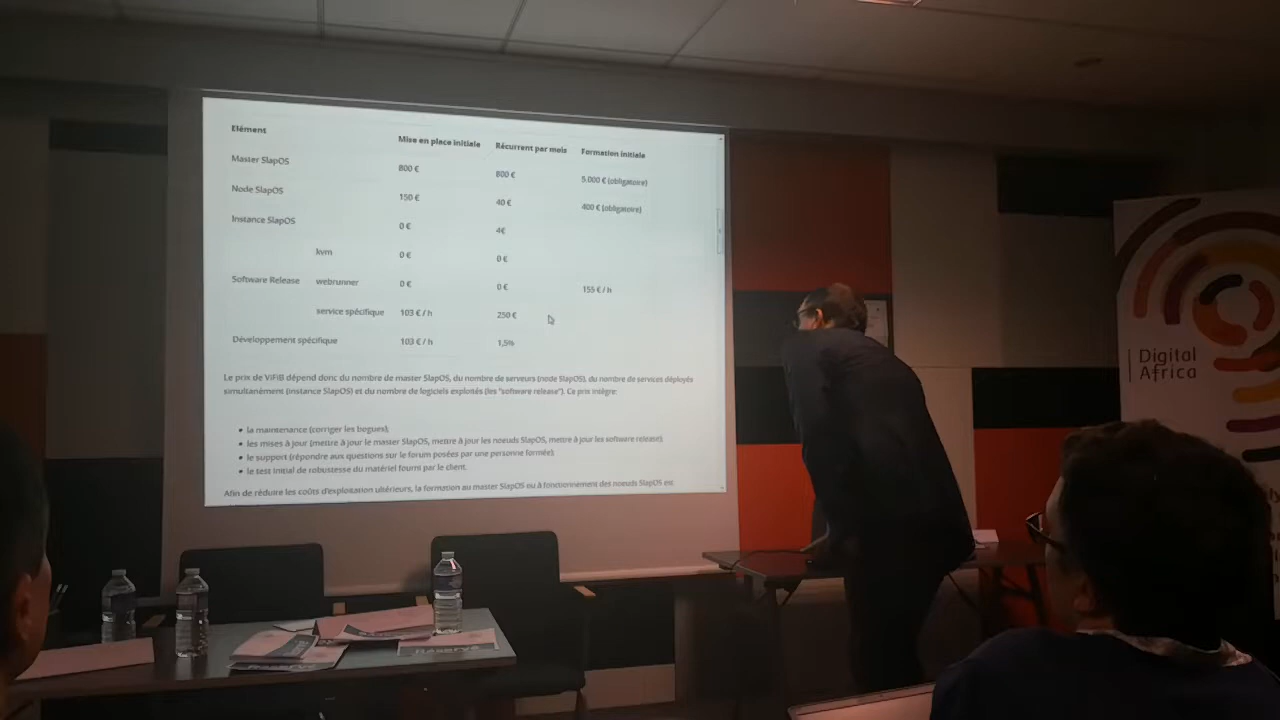 Elément
Mise en place initiale
Récurrent par mois
Formation initiale
Master SlapOS
800 €
800 €
5.000 € (obligatoire)
Node SlapOS
150 €
40 €
400 € (obligatoire)
Instance SlapOS
0 €
4€
kvm
0 €
0 €
Software Release
webrunner
0 €
0 €
155 € / h
service spécifique
103 € / h
250 €
Développement spécifique
103 € / h
1,5%
Le prix de ViFiB dépend donc du nombre de master SlapOS, du nombre de serveurs (node SlapOS), du nombre de services déployés
simultanément (instance SlapOS) et du nombre de logiciels exploités (les "software release"). Ce prix intègre:
la maintenance (corriger les bogues);
les mises à jour (mettre à jour le master SlapOS, mettre à jour les noeuds SlapOS, mettre à jour les software release);
le support (répondre aux questions sur le forum posées par une personne formée);
le test initial de robustesse du matériel fourni par le client.
Afin de réduire les coûts d'exploitation ultérieurs, la formation au master SlapOS ou à fonctionnement des noeuds SlapOS est
Digital
Africa
Réservé
Réservé